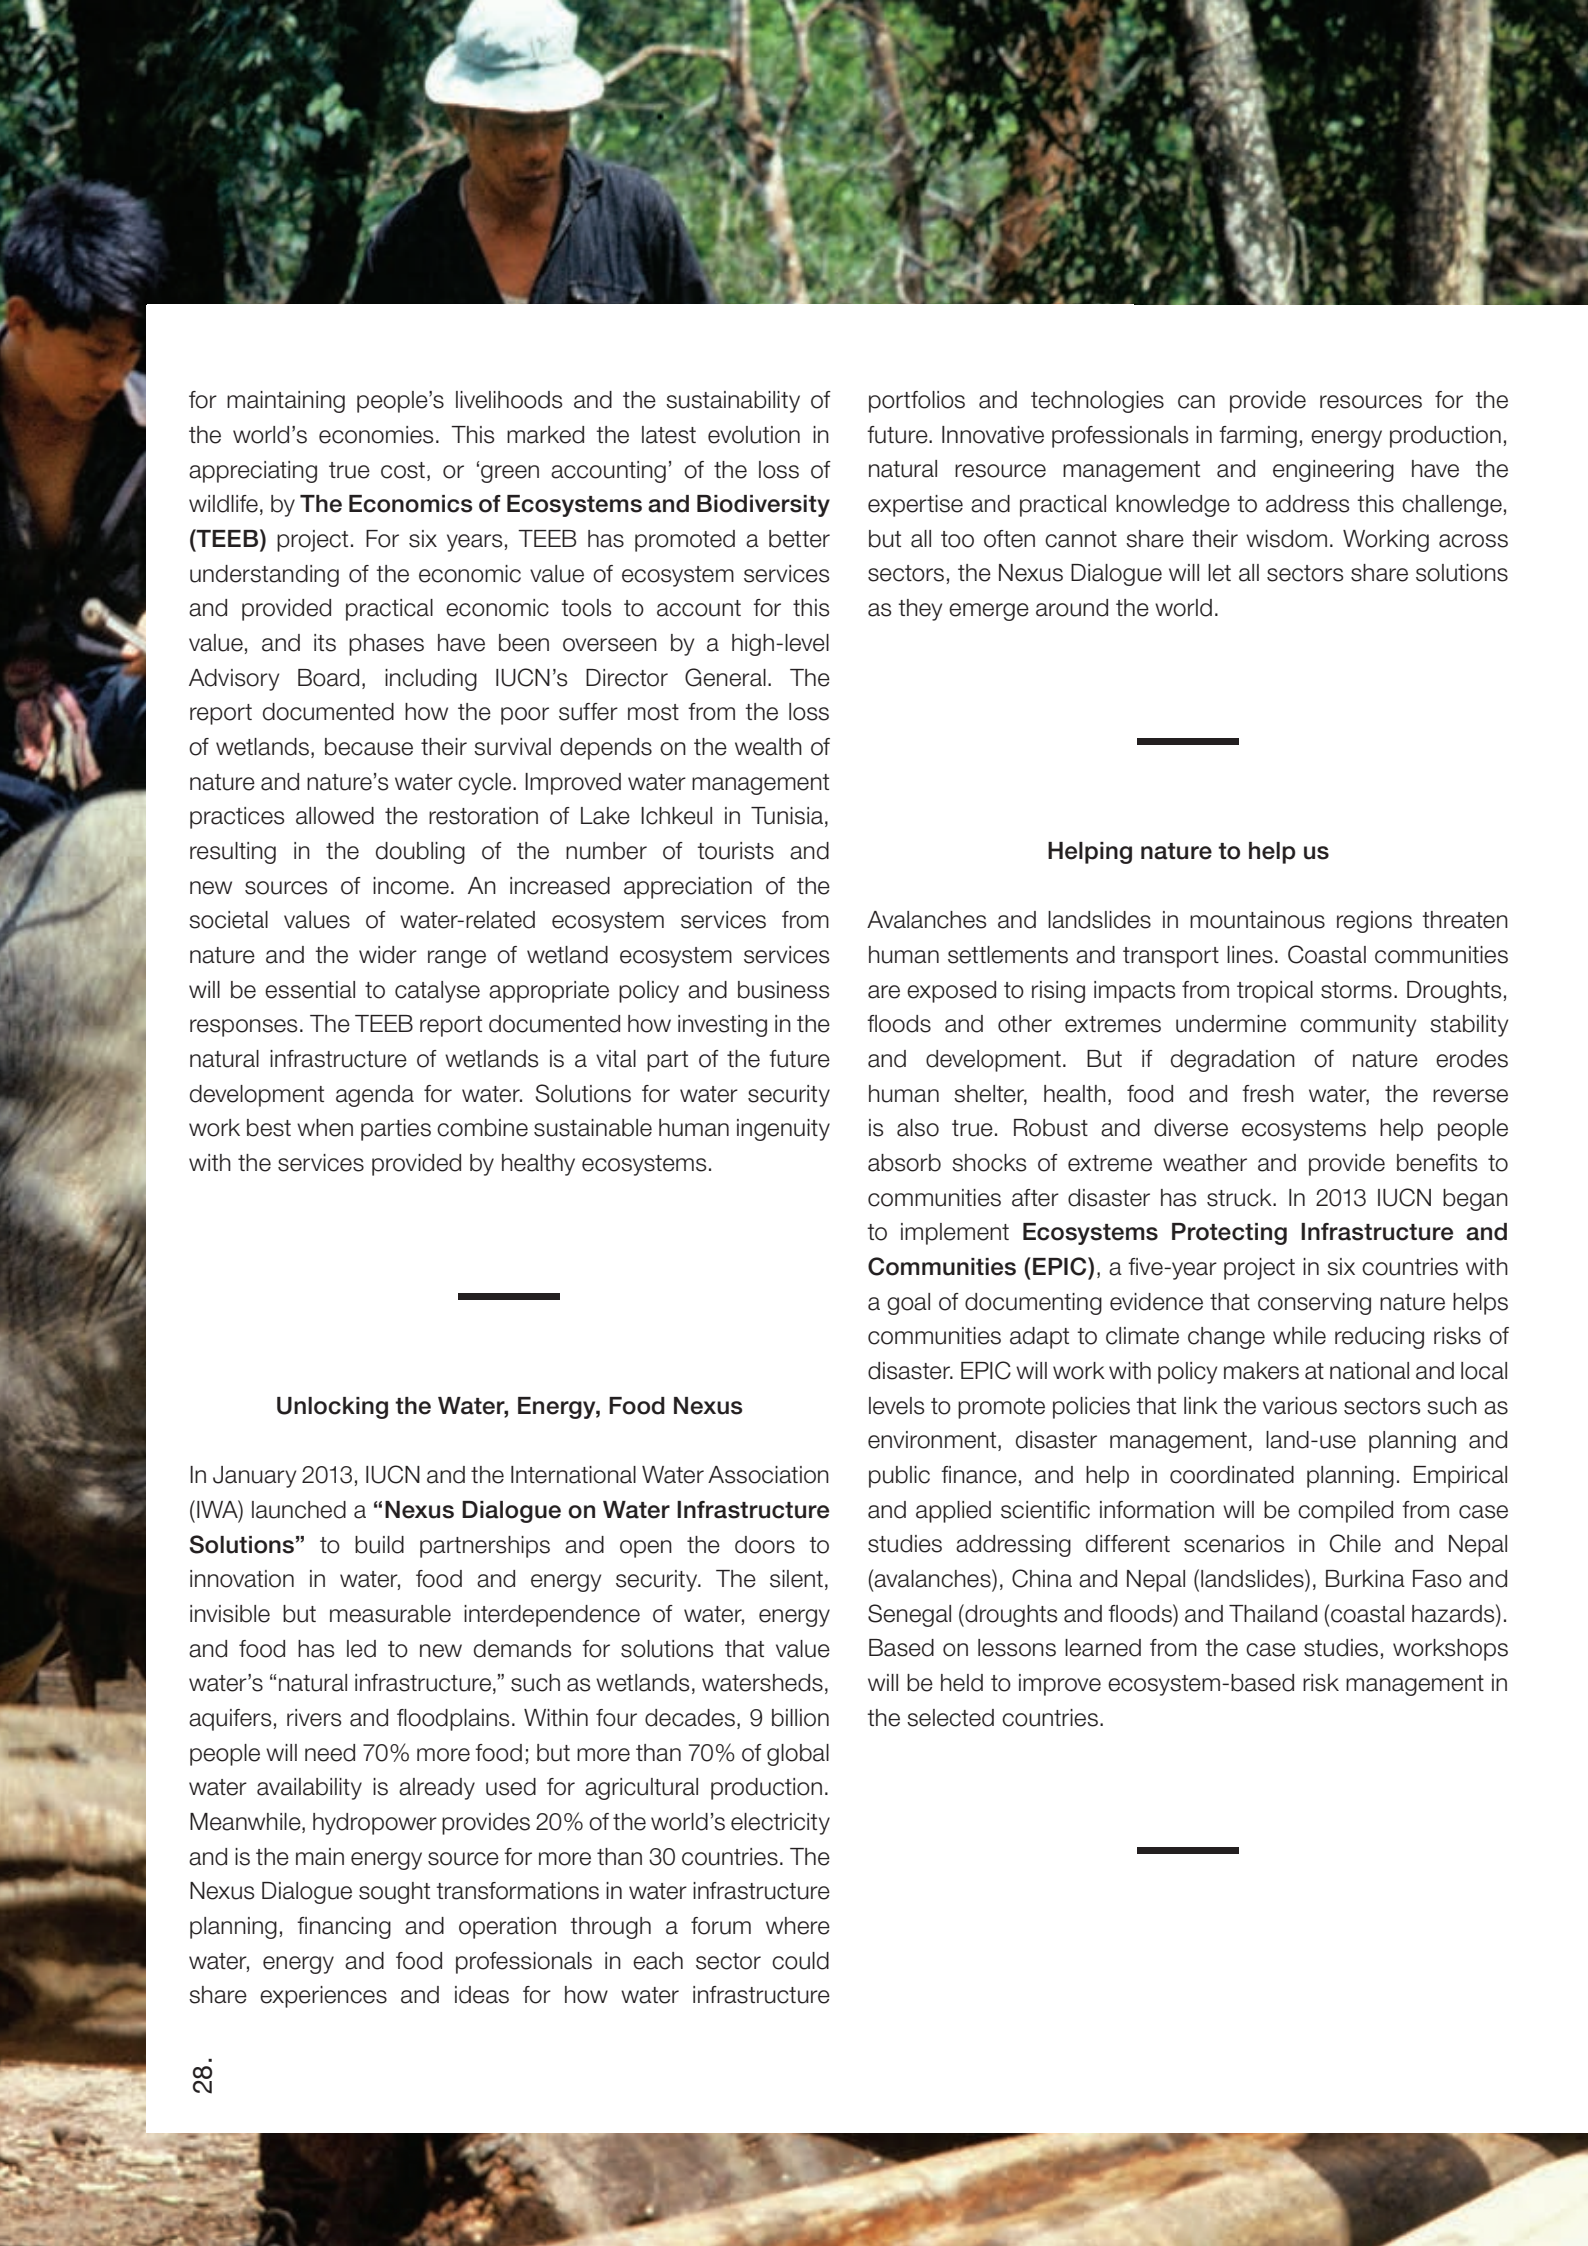 for maintaining people’s livelihoods and the sustainability of
the world’s economies. This marked the latest evolution in
appreciating true cost, or ‘green accounting’ of the loss of
wildlife, by The Economics of Ecosystems and Biodiversity
(TEEB) project. For six years, TEEB has promoted a better
understanding of the economic value of ecosystem services
and provided practical economic tools to account for this
value, and its phases have been overseen by a high-level
Advisory Board, including IUCN’s Director General. The
report documented how the poor suffer most from the loss
of wetlands, because their survival depends on the wealth of
nature and nature’s water cycle. Improved water management
practices allowed the restoration of Lake Ichkeul in Tunisia,
resulting in the doubling of the number of tourists and
new sources of income. An increased appreciation of the
societal values of water-related ecosystem services from
nature and the wider range of wetland ecosystem services
will be essential to catalyse appropriate policy and business
responses. The TEEB report documented how investing in the
natural infrastructure of wetlands is a vital part of the future
development agenda for water. Solutions for water security
work best when parties combine sustainable human ingenuity
with the services provided by healthy ecosystems.
Unlocking the Water, Energy, Food Nexus
In January 2013, IUCN and the International Water Association
(IWA) launched a “Nexus Dialogue on Water Infrastructure
Solutions” to build partnerships and open the doors to
innovation in water, food and energy security. The silent,
invisible but measurable interdependence of water, energy
and food has led to new demands for solutions that value
water’s “natural infrastructure,” such as wetlands, watersheds,
aquifers, rivers and floodplains. Within four decades, 9 billion
people will need 70% more food; but more than 70% of global
water availability is already used for agricultural production.
Meanwhile, hydropower provides 20% of the world’s electricity
and is the main energy source for more than 30 countries. The
Nexus Dialogue sought transformations in water infrastructure
planning, financing and operation through a forum where
water, energy and food professionals in each sector could
share experiences and ideas for how water infrastructure
portfolios and technologies can provide resources for the
future. Innovative professionals in farming, energy production,
natural resource management and engineering have the
expertise and practical knowledge to address this challenge,
but all too often cannot share their wisdom. Working across
sectors, the Nexus Dialogue will let all sectors share solutions
as they emerge around the world.
Helping nature to help us
Avalanches and landslides in mountainous regions threaten
human settlements and transport lines. Coastal communities
are exposed to rising impacts from tropical storms. Droughts,
floods and other extremes undermine community stability
and development. But if degradation of nature erodes
human shelter, health, food and fresh water, the reverse
is also true. Robust and diverse ecosystems help people
absorb shocks of extreme weather and provide benefits to
communities after disaster has struck. In 2013 IUCN began
to implement Ecosystems Protecting Infrastructure and
Communities (EPIC), a five-year project in six countries with
a goal of documenting evidence that conserving nature helps
communities adapt to climate change while reducing risks of
disaster. EPIC will work with policy makers at national and local
levels to promote policies that link the various sectors such as
environment, disaster management, land-use planning and
public finance, and help in coordinated planning. Empirical
and applied scientific information will be compiled from case
studies addressing different scenarios in Chile and Nepal
(avalanches), China and Nepal (landslides), Burkina Faso and
Senegal (droughts and floods) and Thailand (coastal hazards).
Based on lessons learned from the case studies, workshops
will be held to improve ecosystem-based risk management in
the selected countries.
28.